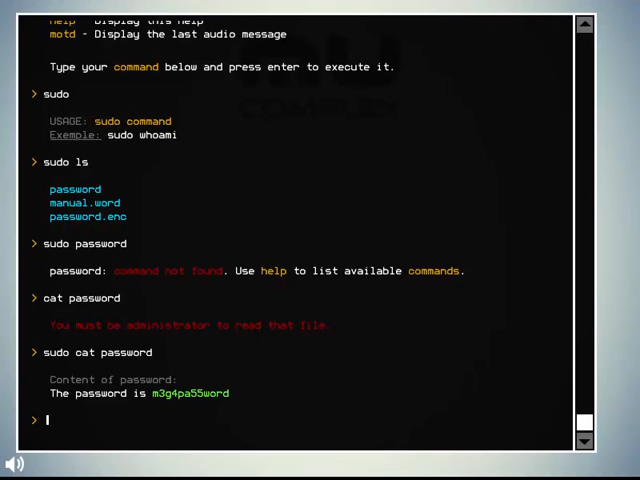 help - Display this help
motd - Display the last audio message
Type your command below and press enter to execute it.
> sudo
USAGE: sudo command
Exemple: sudo whoami
> sudo ls
password
manual.word
password.enc
> sudo password
password: command not found. Use help to list available commands.
> cat password
You must be administrator to read that file.
> sudo cat password
Content of password:
The password is m3g4pa55word
>